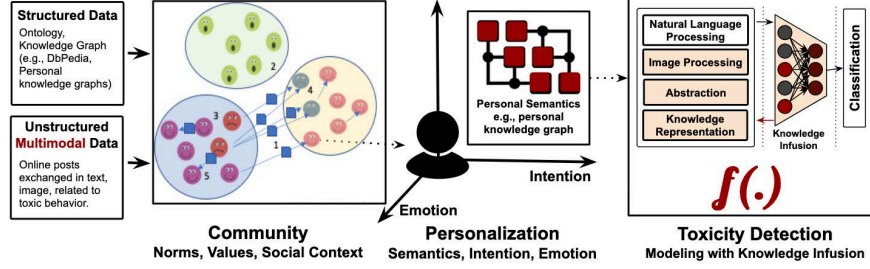 Structured Data
Ontology,
Knowledge Graph
(e.g., DbPedia,
Personal
knowledge graphs)
Unstructured
Multimodal Data
Online posts
exchanged in text,
image, related to
toxic behavior.
2
3
4
1
5
Community
Norms, Values, Social Context
Personal Semantics
e.g., personal
knowledge graph
Intention
Emotion
Personalization
Semantics, Intention, Emotion
Natural Language
Processing
Image Processing
Abstraction
Knowledge
Representation
Knowledge
Infusion
Classification
f(.)
Toxicity Detection
Modeling with Knowledge Infusion